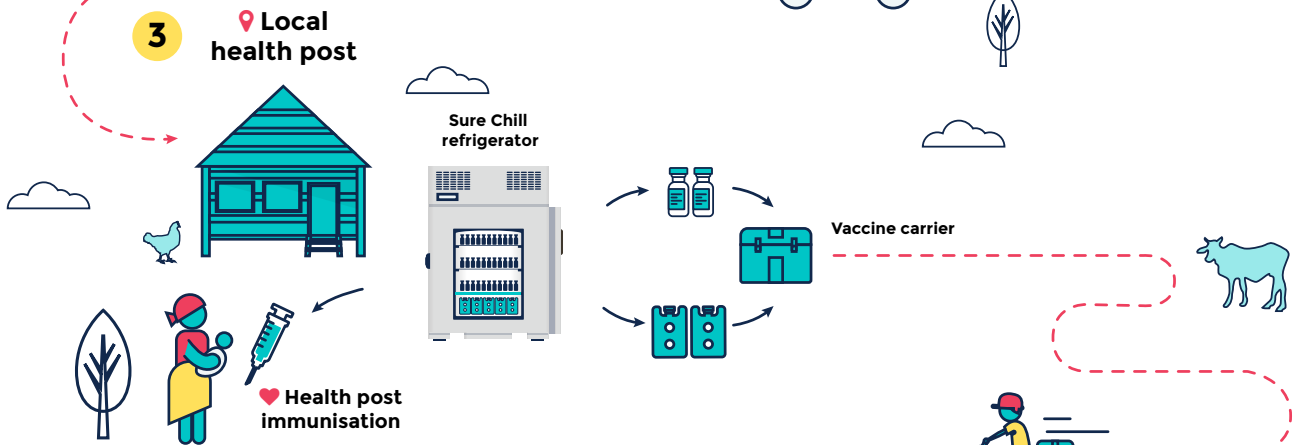 3
Local
health post
Sure Chill
refrigerator
Vaccine carrier
Health post
immunisation